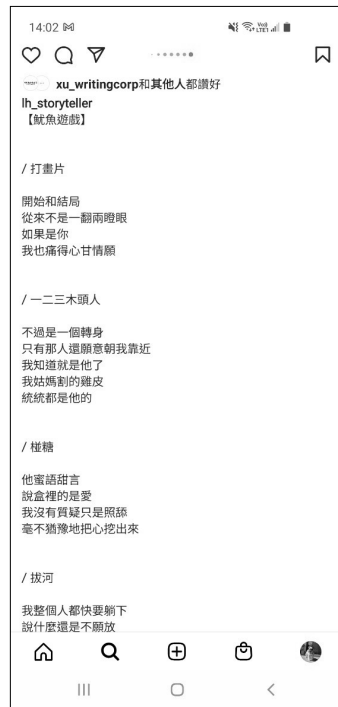 14:02
xu_writingcorp和其他人都讚好
lh_storyteller
【魷魚遊戲】
/ 打畫片
開始和結局
從來不是一翻兩瞪眼
如果是你
我也痛得心甘情願
/ 一二三木頭人
不過是一個轉身
只有那人還願意朝我靠近
我知道就是他了
我姑媽割的雞皮
統統都是他的
/ 椪糖
他蜜語甜言
說盒裡的是愛
我沒有質疑只是照舔
毫不猶豫地把心挖出來
/ 拔河
我整個人都快要躺下
說什麼還是不願放